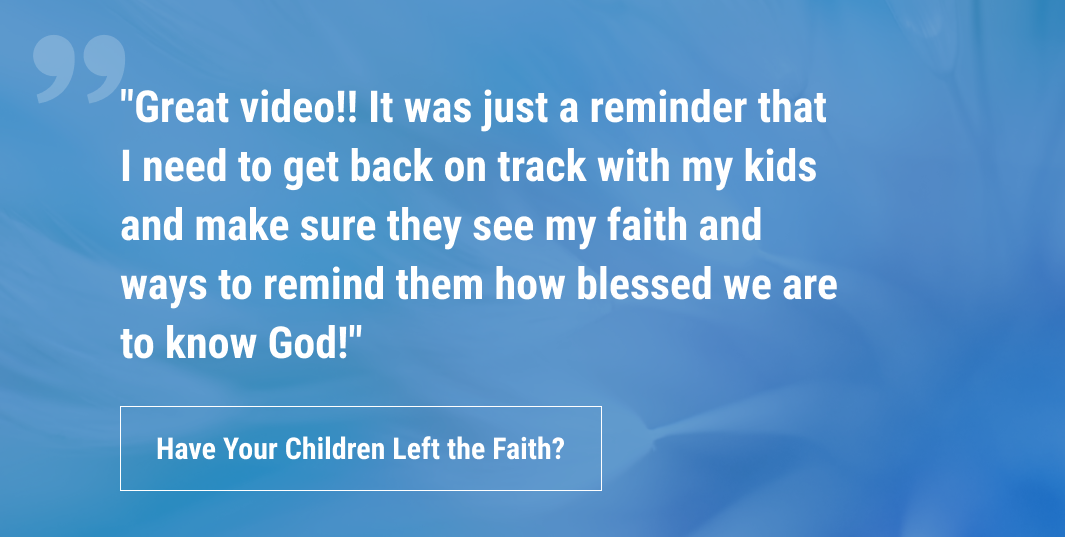 "Great video!! It was just a reminder that
I need to get back on track with my kids
and make sure they see my faith and
ways to remind them how blessed we are
to know God!"
Have Your Children Left the Faith?